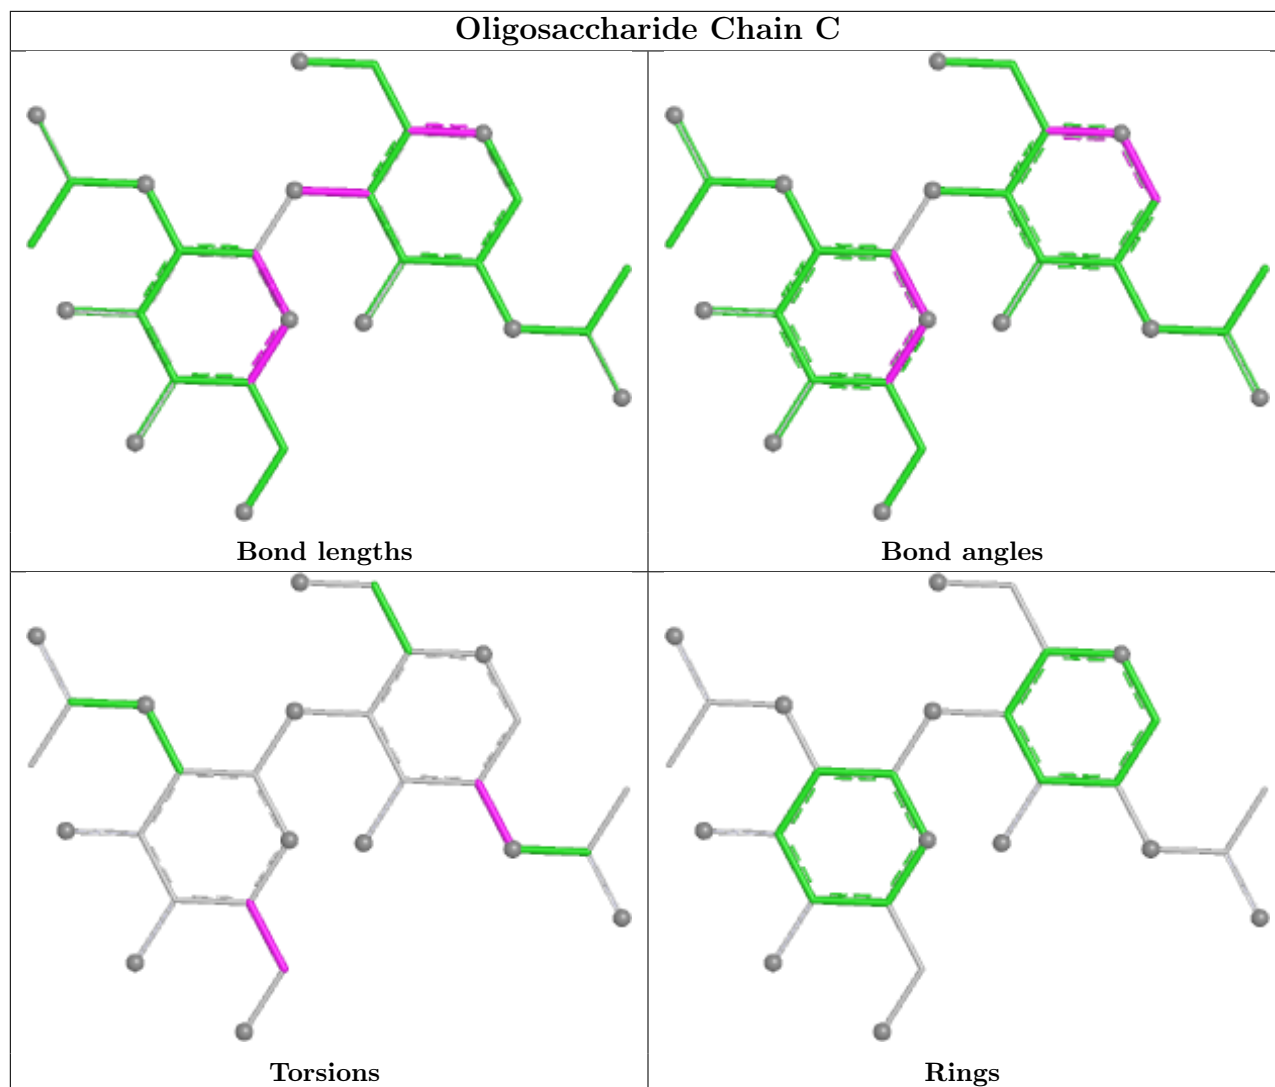 Oligosaccharide Chain C
Bond lengths
Bond angles
Torsions
Rings